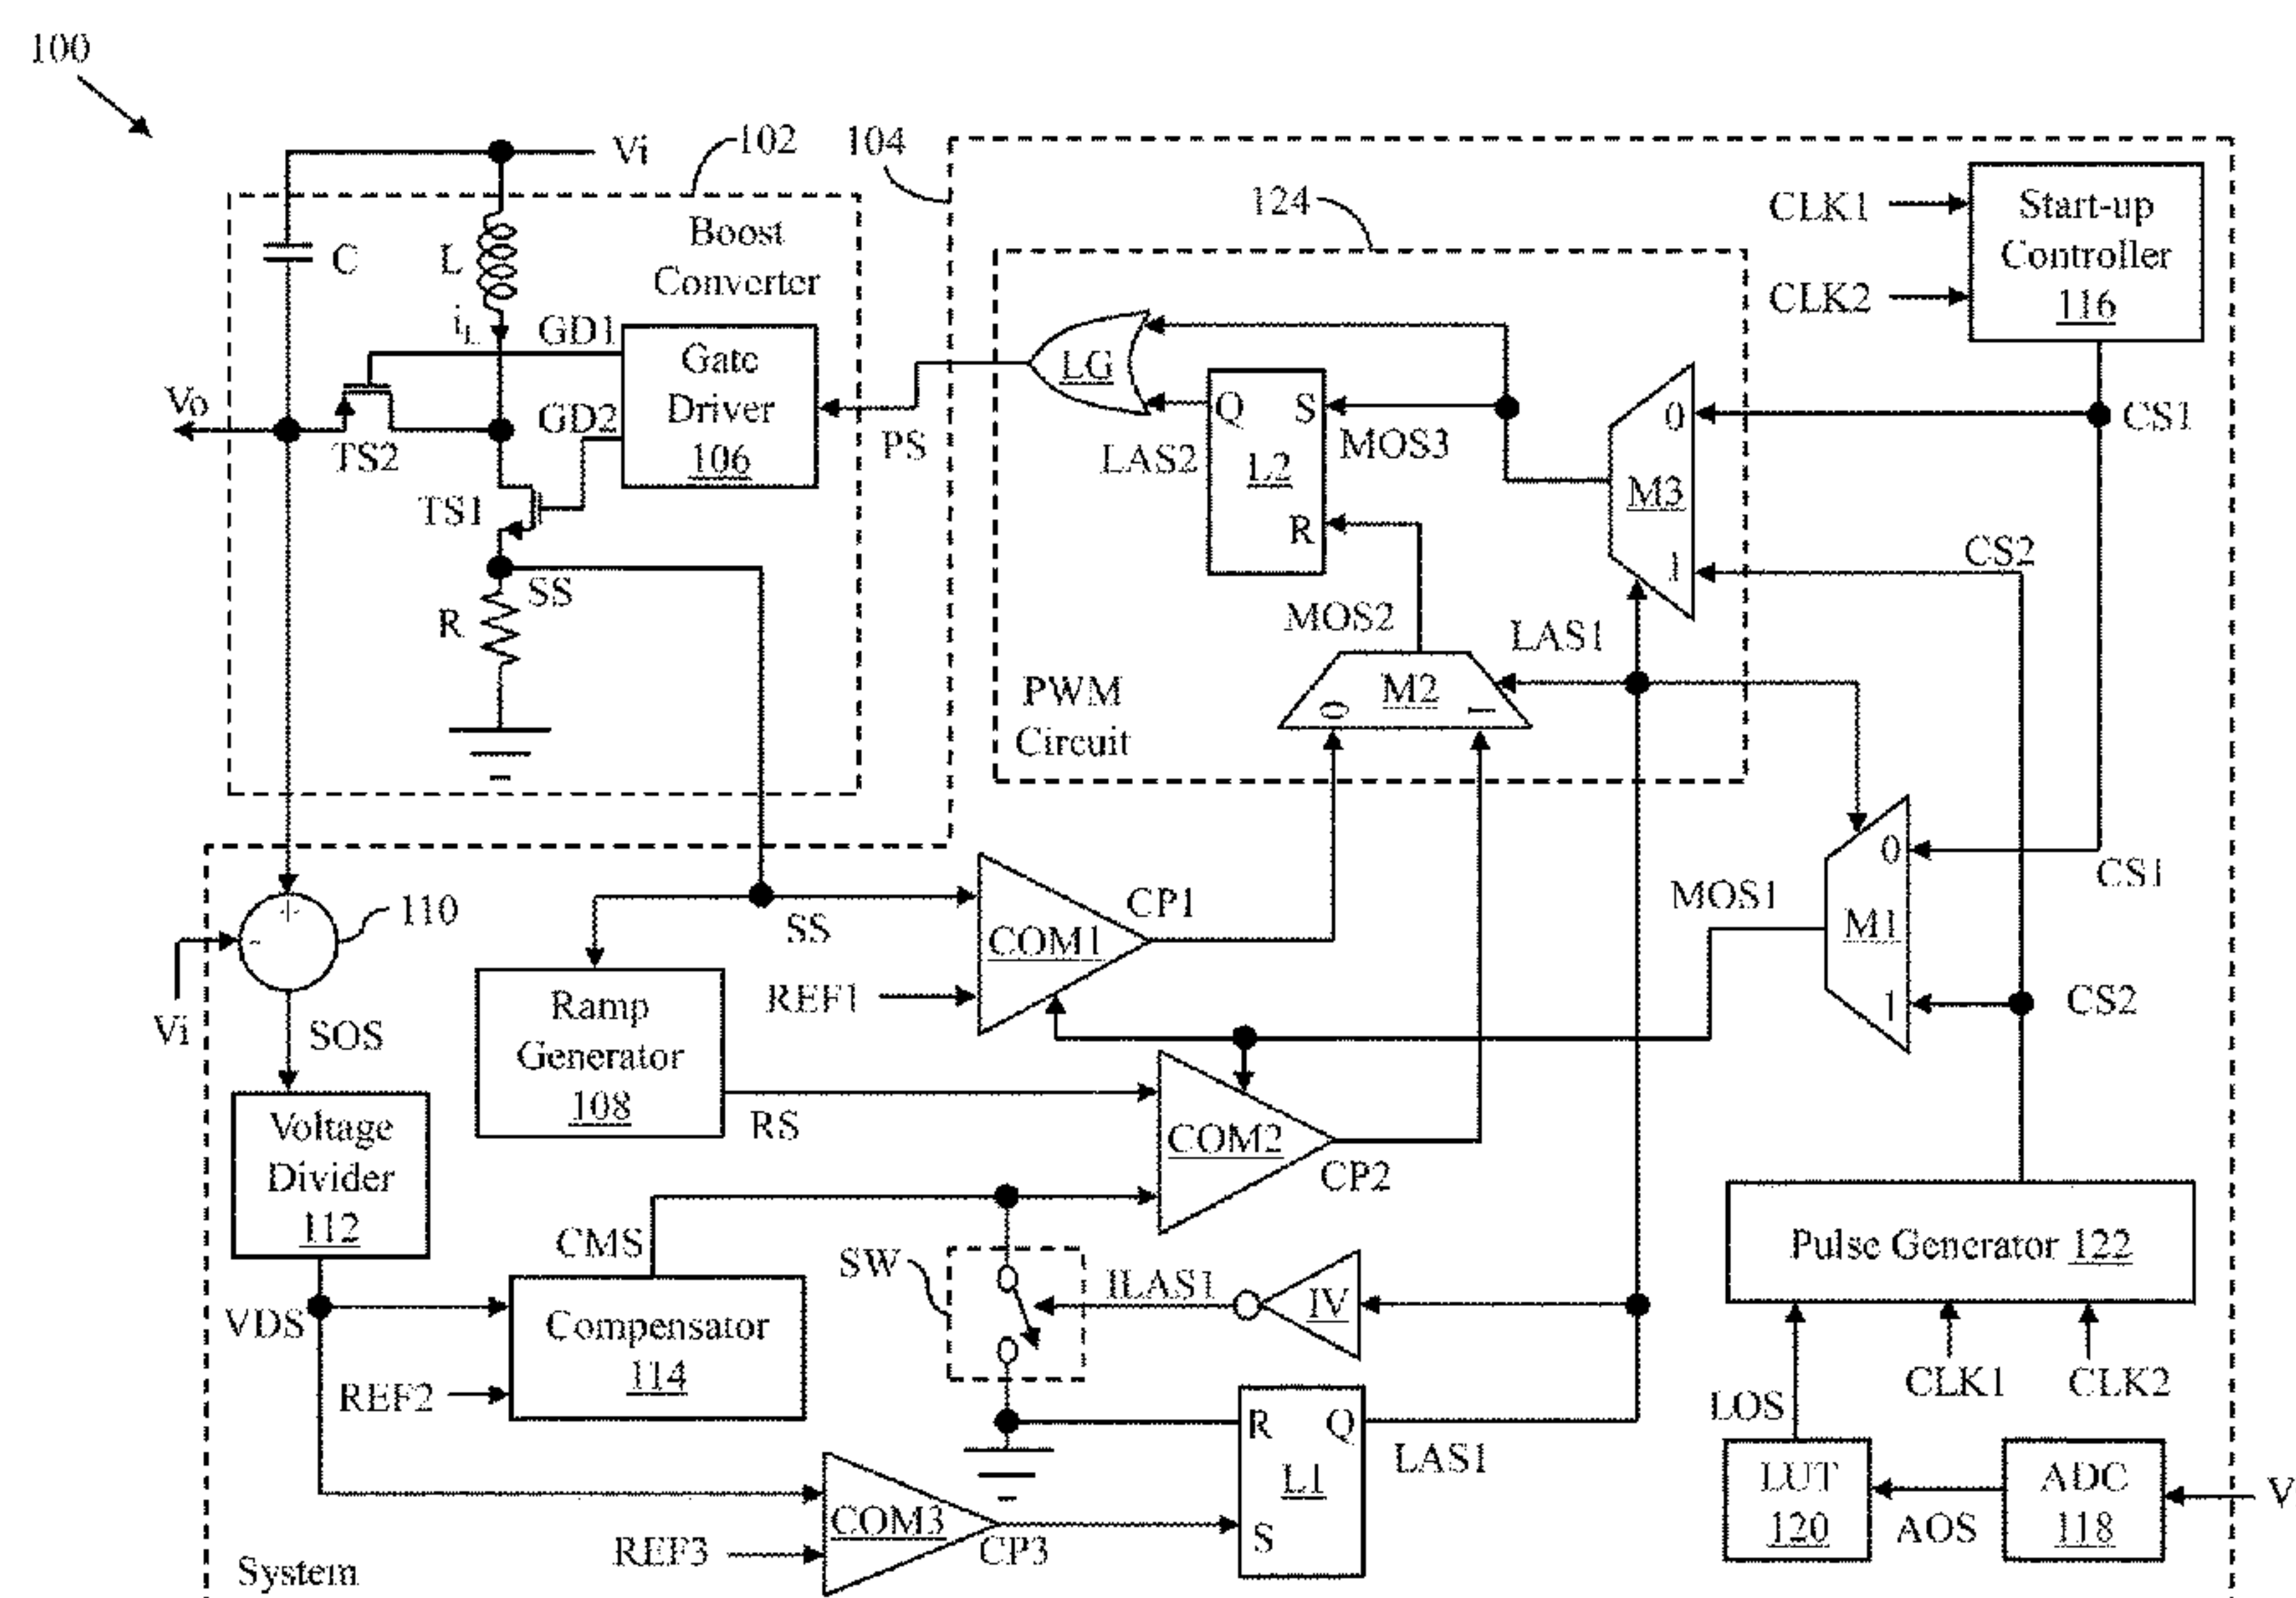 100
Vi
102
104
124
CLK1
CLK2
Start-up
Controller
116
Boost
Converter
C
L
iL
GD1
GD2
Gate
Driver
106
PS
LG
Q
S
R
L2
LAS2
MOS3
0
M3
1
CS1
CS2
Vo
TS2
TS1
SS
R
MOS2
LAS1
M2
0
1
PWM
Circuit
0
M1
1
CS1
CS2
MOS1
110
+
-
Vi
SOS
SS
COM1
CP1
REF1
Ramp
Generator
108
RS
COM2
CP2
Voltage
Divider
112
CMS
SW
ILAS1
IV
Pulse Generator 122
VDS
Compensator
114
REF2
CLK1
CLK2
LOS
R
Q
L1
S
LAS1
LUT
120
AOS
ADC
118
V
COM3
CP3
REF3
System